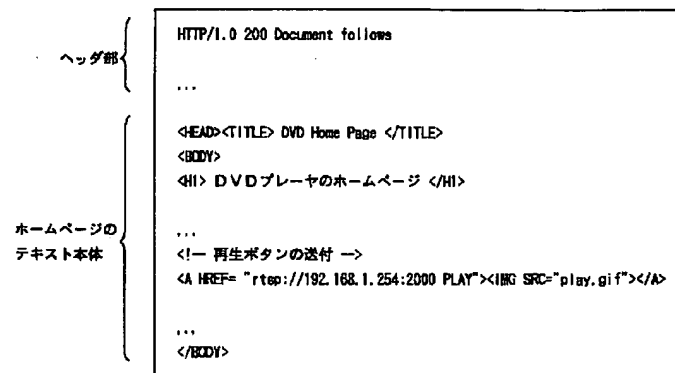 HTTP/1.0 200 Document follows
ヘッダ部
...
<HEAD><TITLE> DVD Home Page </TITLE>
<BODY>
<H1> DVDプレーヤのホームページ </H1>
ホームページの
テキスト本体
...
<!— 再生ボタンの送付 —>
<A HREF= "rtsp://192.168.1.254:2000 PLAY"><IMG SRC="play.gif"></A>
...
</BODY>